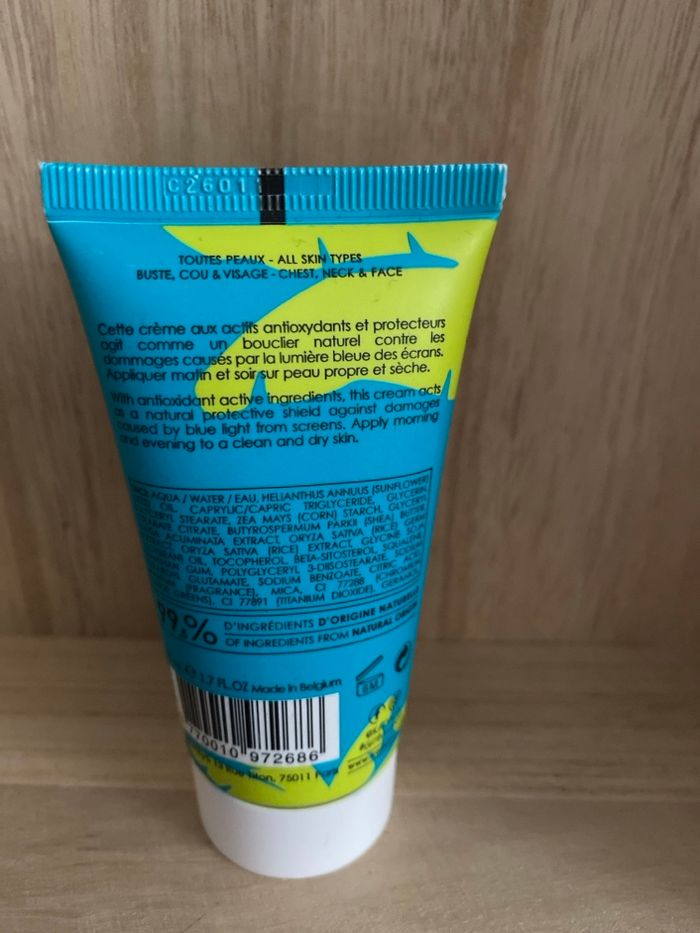 C2601
TOUTES PEAUX - ALL SKIN TYPES
BUSTE, COU & VISAGE - CHEST, NECK & FACE
Cette crème aux actifs antioxydants et protecteurs
agit comme un bouclier naturel contre les
dommages causés par la lumière bleue des écrans.
Appliquer matin et soir sur peau propre et sèche.
With antioxidant active ingredients, this cream acts
as a natural protective shield against damages
caused by blue light from screens. Apply morning
and evening to a clean and dry skin.
AQUA / WATER / EAU, HELIANTHUS ANNUUS (SUNFLOWER)
OIL, CAPRYLIC/CAPRIC TRIGLYCERIDE, GLYCERIN,
STEARATE, ZEA MAYS (CORN) STARCH, GLYCERYL
CITRATE, BUTYROSPERMUM PARKII (SHEA) BUTTER,
ACUMINATA EXTRACT, ORYZA SATIVA (RICE) GERM
ORYZA SATIVA (RICE) EXTRACT, GLYCINE SOJA
OIL, TOCOPHEROL, BETA-SITOSTEROL, SQUALENE,
GUM, POLYGLYCERYL 3-DIISOSTEARATE, SODIUM
GLUTAMATE, SODIUM BENZOATE, CITRIC
(FRAGRANCE), MICA, CI 77288 (CHROMIUM
GREENS), CI 77891 (TITANIUM DIOXIDE), GERANIOL
99 % D'INGRÉDIENTS D'ORIGINE NATURELLE
OF INGREDIENTS FROM NATURAL ORIGIN
1.7 FL.OZ Made in Belgium
6M
770010 972686
13 Rue Titon, 75011 Paris
www.